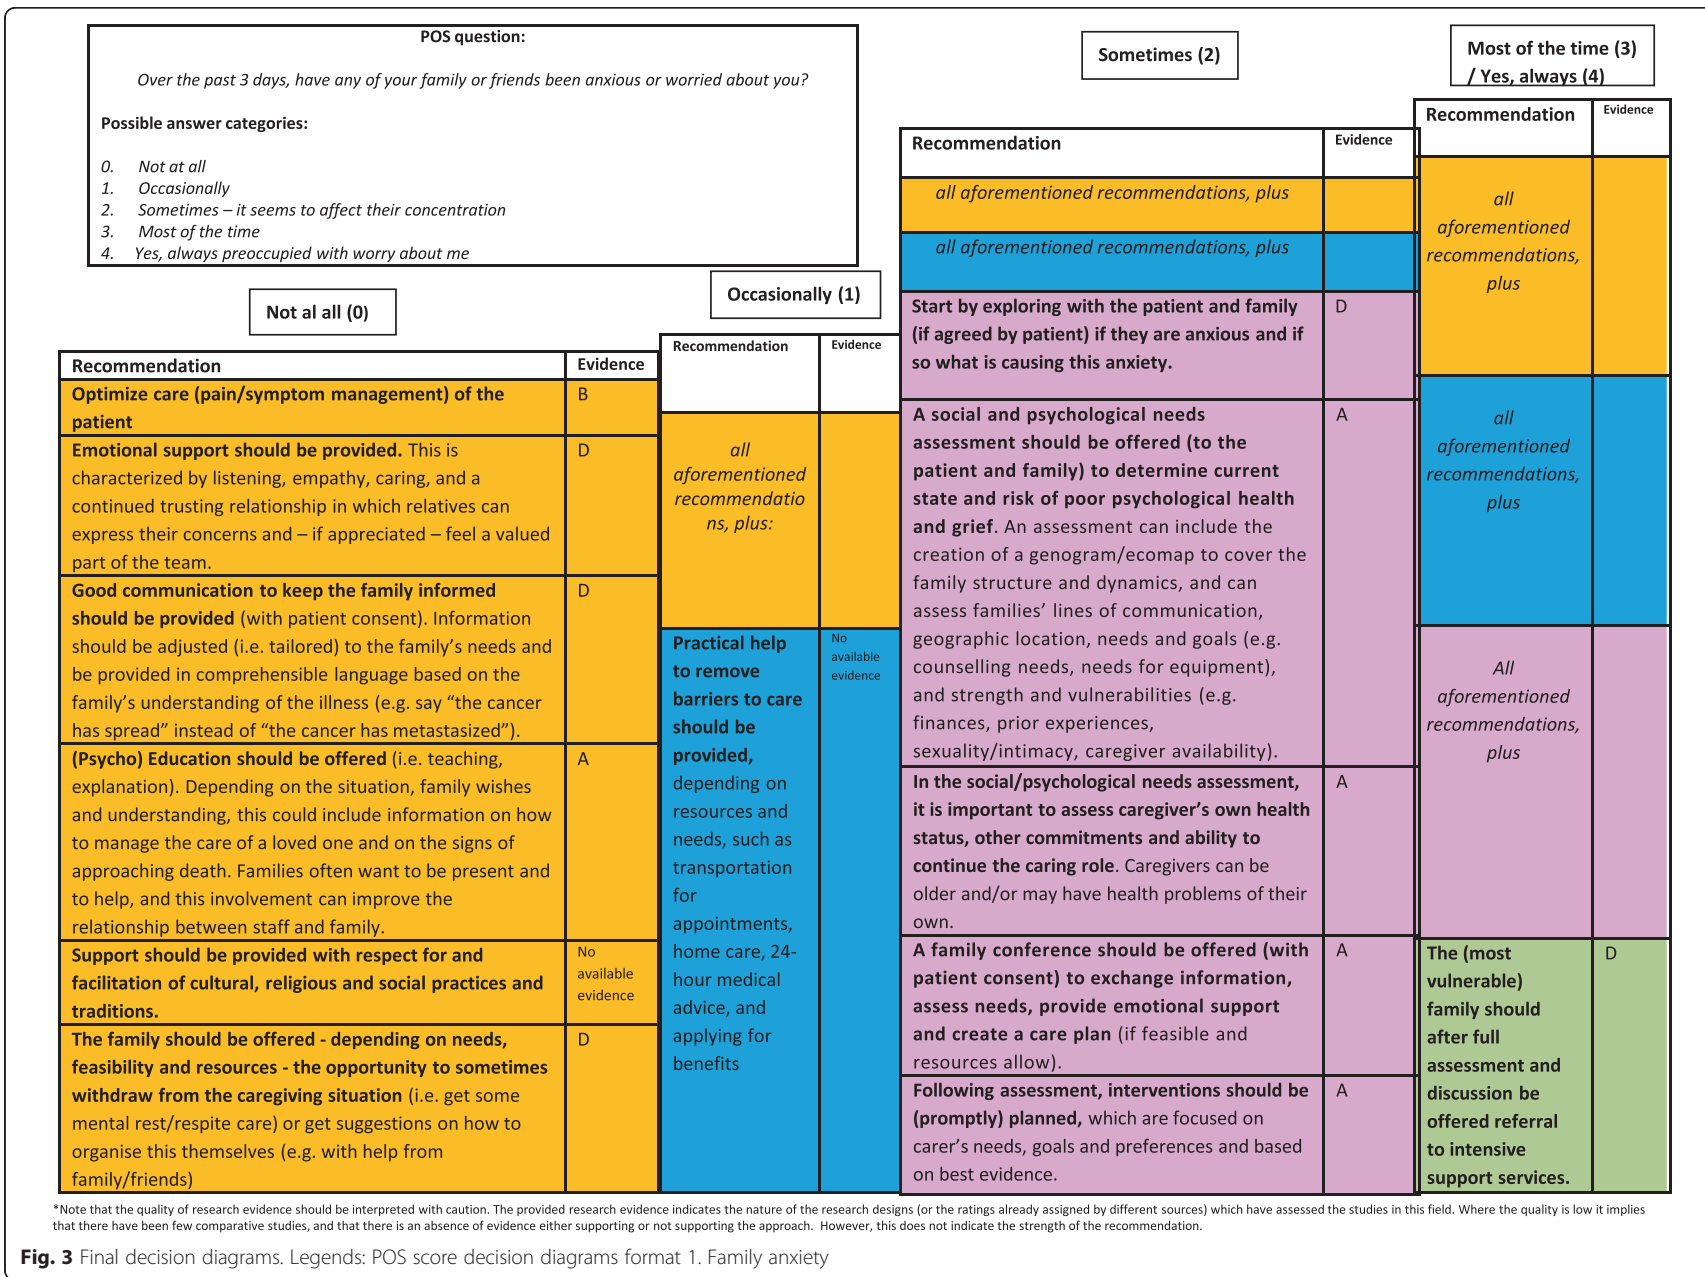 POS question:
Over the past 3 days, have any of your family or friends been anxious or worried about you?
Possible answer categories:
0. Not at all
1. Occasionally
2. Sometimes – it seems to affect their concentration
3. Most of the time
4. Yes, always preoccupied with worry about me
Not al all (0)
Recommendation Evidence
Optimize care (pain/symptom management) of the B
patient
Emotional support should be provided. This is D
characterized by listening, empathy, caring, and a
continued trusting relationship in which relatives can
express their concerns and – if appreciated – feel a valued
part of the team.
Good communication to keep the family informed D
should be provided (with patient consent). Information
should be adjusted (i.e. tailored) to the family's needs and
be provided in comprehensible language based on the
family's understanding of the illness (e.g. say "the cancer
has spread" instead of "the cancer has metastasized").
(Psycho) Education should be offered (i.e. teaching, A
explanation). Depending on the situation, family wishes
and understanding, this could include information on how
to manage the care of a loved one and on the signs of
approaching death. Families often want to be present and
to help, and this involvement can improve the
relationship between staff and family.
Support should be provided with respect for and
facilitation of cultural, religious and social practices and
traditions.
No
available
evidence
The family should be offered - depending on needs, D
feasibility and resources - the opportunity to sometimes
withdraw from the caregiving situation (i.e. get some
mental rest/respite care) or get suggestions on how to
organise this themselves (e.g. with help from
family/friends)
Occasionally (1)
Recommendation Evidence
all
aforementioned
recommendatio
ns, plus:
Practical help
to remove
barriers to care
should be
provided,
depending on
resources and
needs, such as
transportation
for
appointments,
home care, 24-
hour medical
advice, and
applying for
benefits
No
available
evidence
Sometimes (2)
Recommendation Evidence
all aforementioned recommendations, plus
all aforementioned recommendations, plus
Start by exploring with the patient and family D
(if agreed by patient) if they are anxious and if
so what is causing this anxiety.
A social and psychological needs A
assessment should be offered (to the
patient and family) to determine current
state and risk of poor psychological health
and grief. An assessment can include the
creation of a genogram/ecomap to cover the
family structure and dynamics, and can
assess families' lines of communication,
geographic location, needs and goals (e.g.
counselling needs, needs for equipment),
and strength and vulnerabilities (e.g.
finances, prior experiences,
sexuality/intimacy, caregiver availability).
In the social/psychological needs assessment, A
it is important to assess caregiver's own health
status, other commitments and ability to
continue the caring role. Caregivers can be
older and/or may have health problems of their
own.
A family conference should be offered (with A
patient consent) to exchange information,
assess needs, provide emotional support
and create a care plan (if feasible and
resources allow).
Following assessment, interventions should be A
(promptly) planned, which are focused on
carer's needs, goals and preferences and based
on best evidence.
Most of the time (3)
/ Yes, always (4)
Recommendation Evidence
all
aforementioned
recommendations,
plus
all
aforementioned
recommendations,
plus
All
aforementioned
recommendations,
plus
The (most D
vulnerable)
family should
after full
assessment and
discussion be
offered referral
to intensive
support services.
*Note that the quality of research evidence should be interpreted with caution. The provided research evidence indicates the nature of the research designs (or the ratings already assigned by different sources) which have assessed the studies in this field. Where the quality is low it implies
that there have been few comparative studies, and that there is an absence of evidence either supporting or not supporting the approach. However, this does not indicate the strength of the recommendation.
Fig. 3 Final decision diagrams. Legends: POS score decision diagrams format 1. Family anxiety